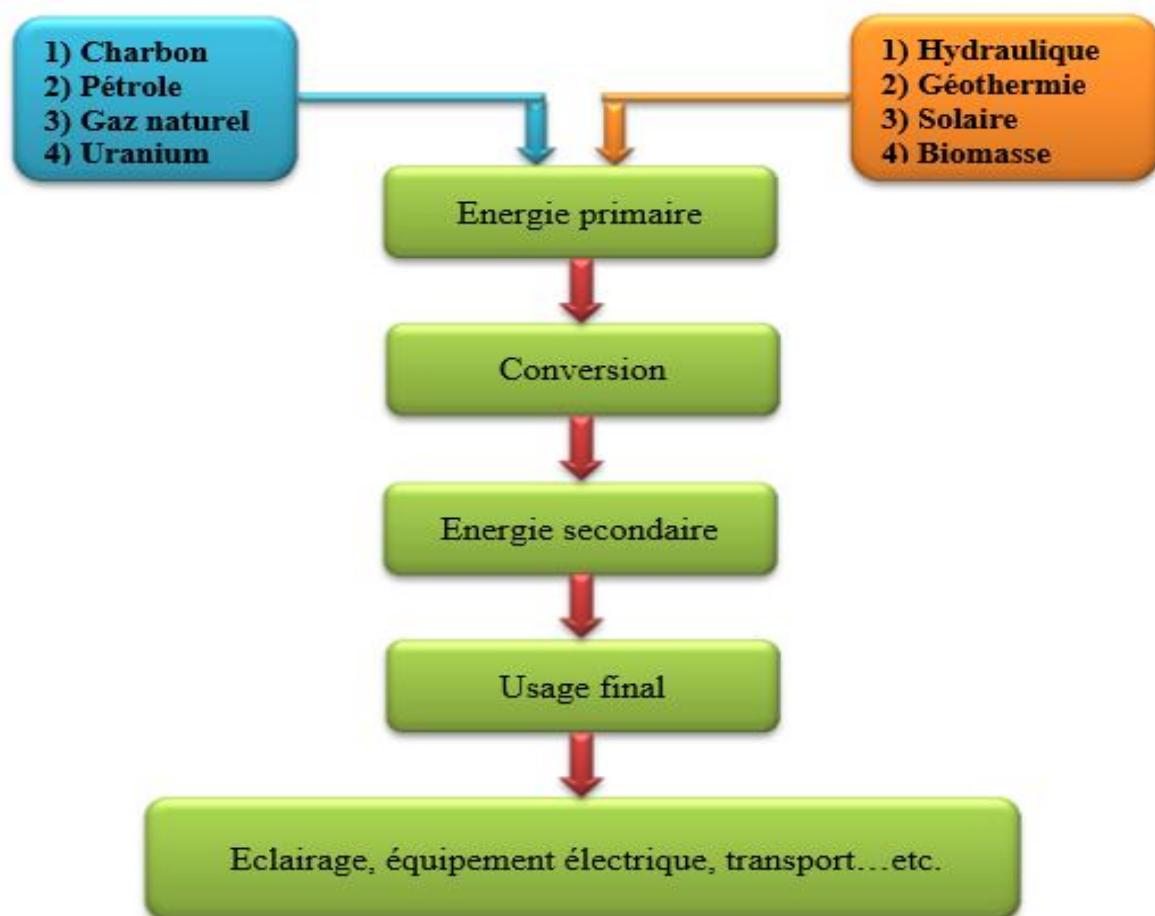 1) Charbon
2) Pétrole
3) Gaz naturel
4) Uranium
1) Hydraulique
2) Géothermie
3) Solaire
4) Biomasse
Energie primaire
Conversion
Energie secondaire
Usage final
Eclairage, équipement électrique, transport…etc.